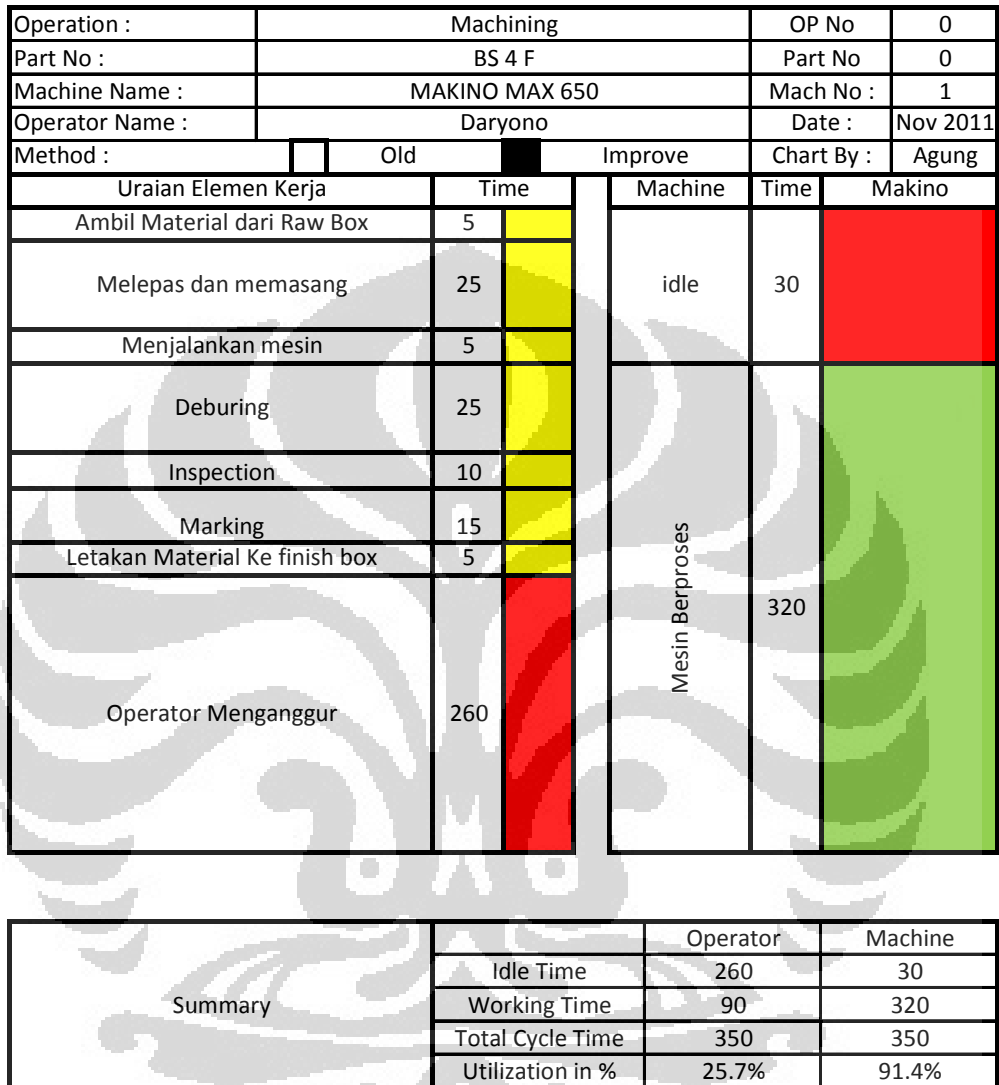 Operation : Machining OP No 0
Part No : BS 4 F Part No 0
Machine Name : MAKINO MAX 650 Mach No : 1
Operator Name : Daryono Date : Nov 2011
Method : Old Improve Chart By : Agung
Uraian Elemen Kerja Time Machine Time Makino
Ambil Material dari Raw Box 5
Melepas dan memasang 25 idle 30
Menjalankan mesin 5
Deburing 25
Inspection 10
Marking 15
Letakan Material Ke finish box 5
Mesin Berproses 320
Operator Menganggur 260
Operator Machine
Idle Time 260 30
Summary Working Time 90 320
Total Cycle Time 350 350
Utilization in % 25.7% 91.4%